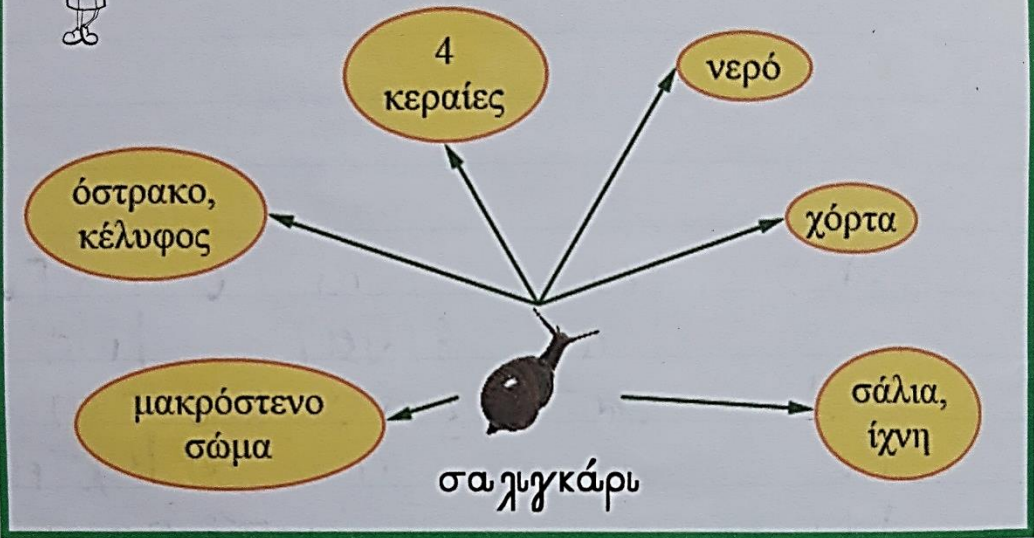 4
κεραίες
νερό
όστρακο,
κέλυφος
χόρτα
μακρόστενο
σώμα
σάλια,
ίχνη
σαλιγκάρι